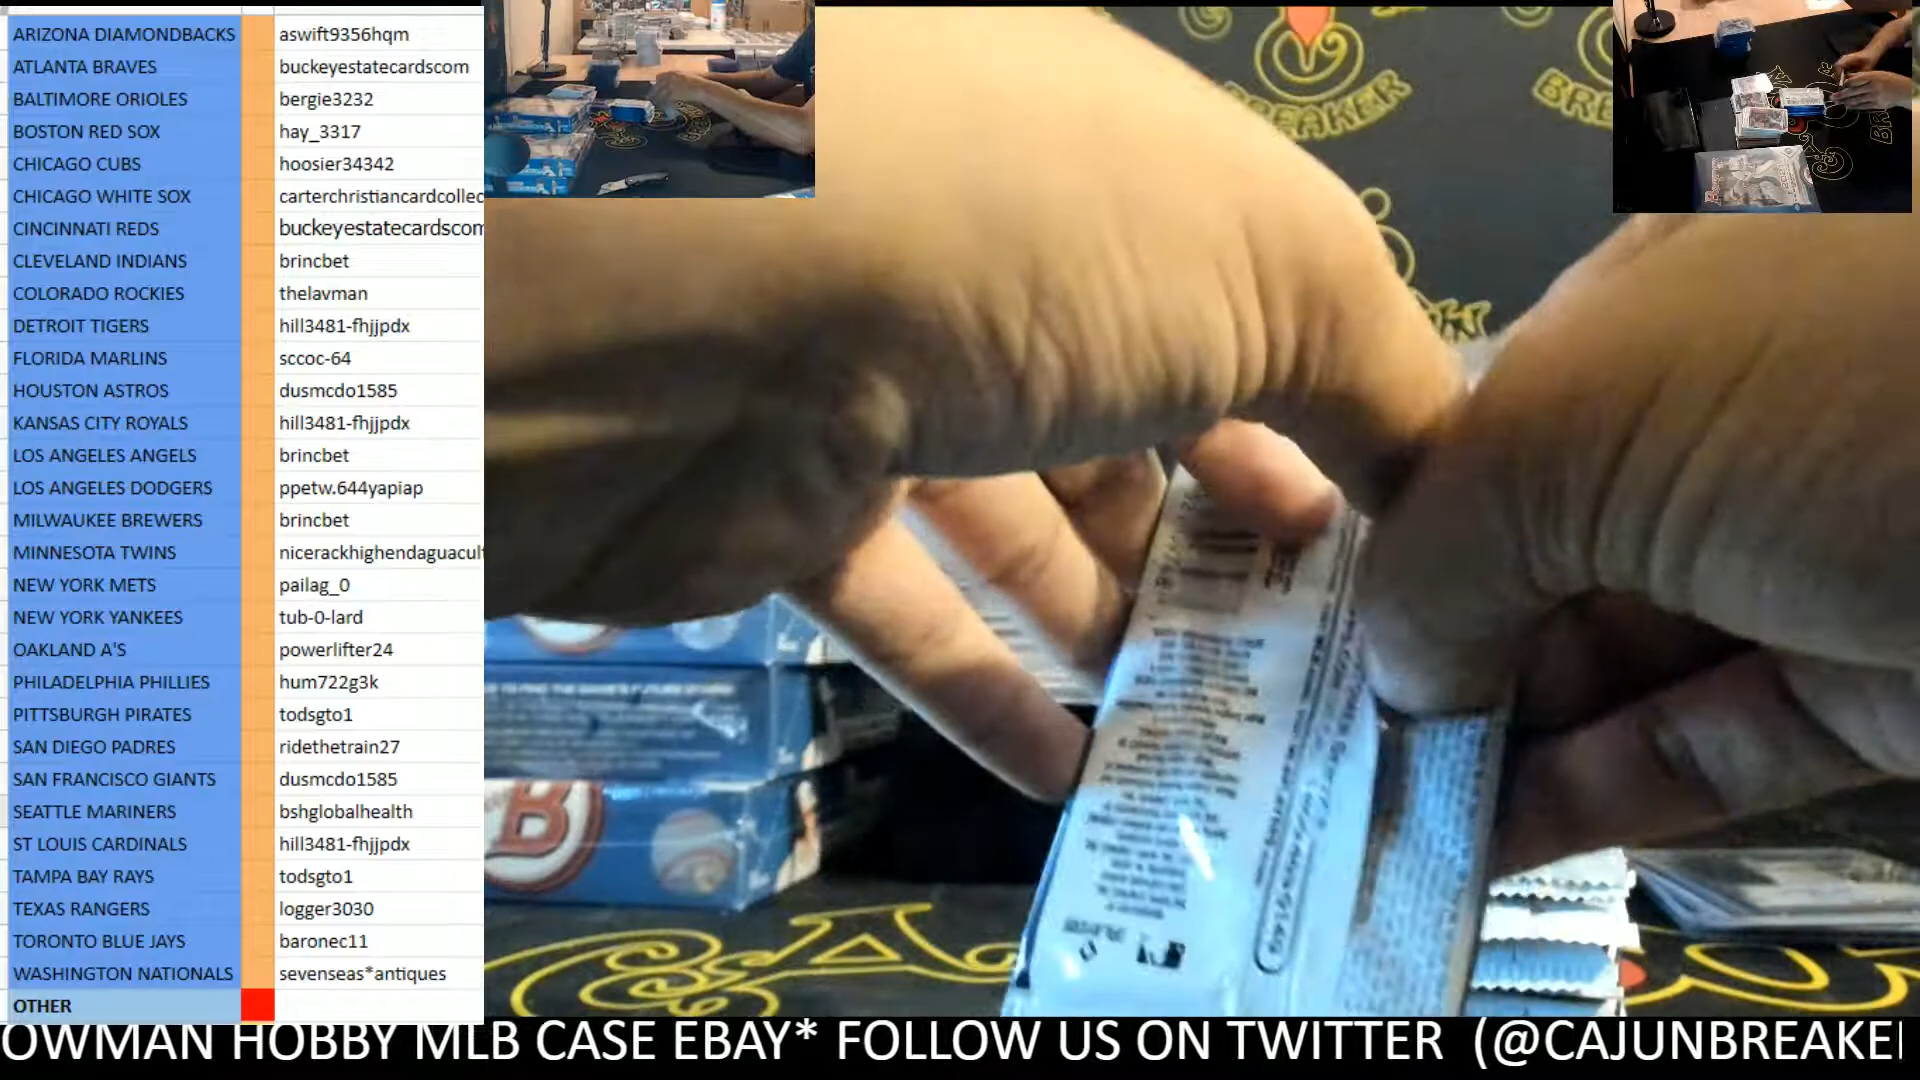 ARIZONA DIAMONDBACKS aswift9356hqm
ATLANTA BRAVES buckeyestatecardscom
BALTIMORE ORIOLES bergie3232
BOSTON RED SOX hay_3317
CHICAGO CUBS hoosier34342
CHICAGO WHITE SOX carterchristiancardcollec
CINCINNATI REDS buckeyestatecardscom
CLEVELAND INDIANS brincbet
COLORADO ROCKIES thelavman
DETROIT TIGERS hill3481-fhjjpdx
FLORIDA MARLINS sccoc-64
HOUSTON ASTROS dusmcdo1585
KANSAS CITY ROYALS hill3481-fhjjpdx
LOS ANGELES ANGELS brincbet
LOS ANGELES DODGERS ppetw.644yapiap
MILWAUKEE BREWERS brincbet
MINNESOTA TWINS nicerackhighendaguacult
NEW YORK METS pailag_0
NEW YORK YANKEES tub-0-lard
OAKLAND A'S powerlifter24
PHILADELPHIA PHILLIES hum722g3k
PITTSBURGH PIRATES todsgto1
SAN DIEGO PADRES ridethetrain27
SAN FRANCISCO GIANTS dusmcdo1585
SEATTLE MARINERS bshglobalhealth
ST LOUIS CARDINALS hill3481-fhjjpdx
TAMPA BAY RAYS todsgto1
TEXAS RANGERS logger3030
TORONTO BLUE JAYS baronec11
WASHINGTON NATIONALS sevenseas*antiques
OTHER
EAKER
BRE
B
OWMAN HOBBY MLB CASE EBAY* FOLLOW US ON TWITTER (@CAJUNBREAKE